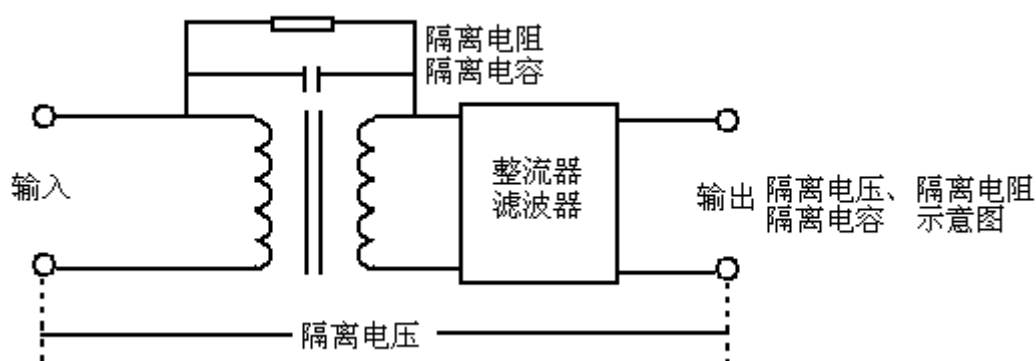 隔离电阻
隔离电容
整流器
滤波器
输入
输出
隔离电压、隔离电阻
隔离电容 示意图
隔离电压